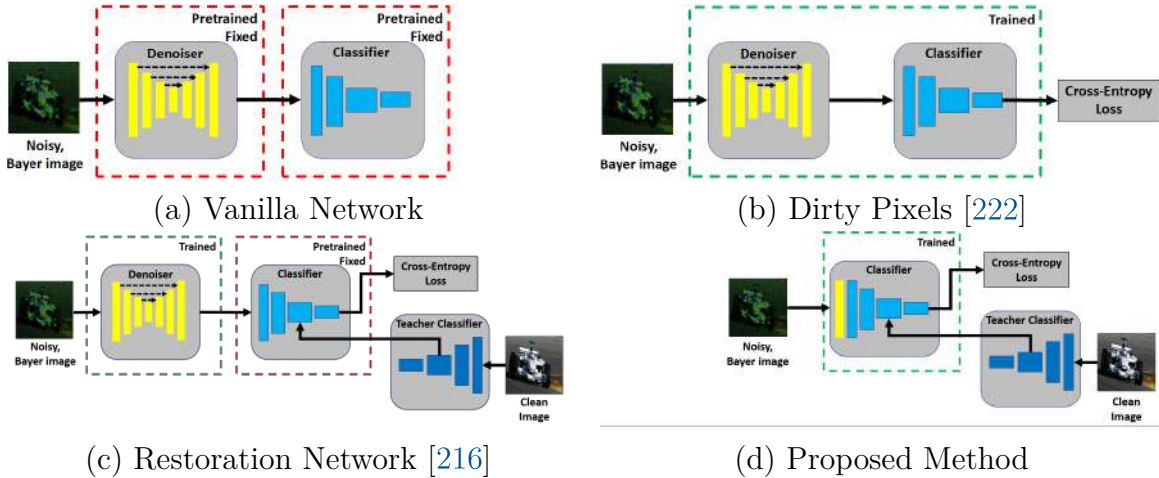 Pretrained
Fixed
Denoiser
Pretrained
Fixed
Classifier
Noisy,
Bayer image
(a) Vanilla Network
Trained
Denoiser
Classifier
Cross-Entropy
Loss
Noisy,
Bayer image
(b) Dirty Pixels [222]
Trained
Denoiser
Pretrained
Fixed
Classifier
Cross-Entropy
Loss
Teacher Classifier
Noisy,
Bayer image
Clean
Image
(c) Restoration Network [216]
Trained
Classifier
Cross-Entropy
Loss
Teacher Classifier
Noisy,
Bayer image
Clean
Image
(d) Proposed Method